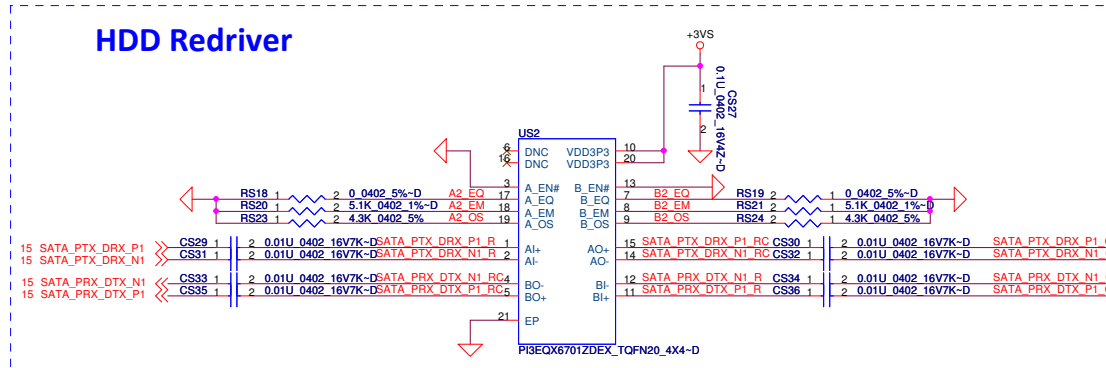 HDD Redriver
+3VS
0.1U_0402_16V4Z~D
CS27
1
2
US2
6 DNC VDD3P3 10
16 DNC VDD3P3 20
3 A_EN# B_EN# 13
RS18 1 2 0_0402_5%~D A2_EQ 17 A_EQ B_EQ 7 B2_EQ RS19 1 2 0_0402_5%~D
RS20 1 2 5.1K_0402_1%~D A2_EM 18 A_EM B_EM 8 B2_EM RS21 1 2 5.1K_0402_1%~D
RS23 1 2 4.3K_0402_5% A2_OS 19 A_OS B_OS 9 B2_OS RS24 1 2 4.3K_0402_5%
15 SATA_PTX_DRX_P1 CS29 1 2 0.01U_0402_16V7K~D SATA_PTX_DRX_P1_R 1 AI+ AO+ 15 SATA_PTX_DRX_P1_RC CS30 1 2 0.01U_0402_16V7K~D SATA_PTX_DRX_P1_
15 SATA_PTX_DRX_N1 CS31 1 2 0.01U_0402_16V7K~D SATA_PTX_DRX_N1_R 2 AI- AO- 14 SATA_PTX_DRX_N1_RC CS32 1 2 0.01U_0402_16V7K~D SATA_PTX_DRX_N1_
15 SATA_PRX_DTX_N1 CS33 1 2 0.01U_0402_16V7K~D SATA_PRX_DTX_N1_RC 4 BO- BI- 12 SATA_PRX_DTX_N1_R CS34 1 2 0.01U_0402_16V7K~D SATA_PRX_DTX_N1_
15 SATA_PRX_DTX_P1 CS35 1 2 0.01U_0402_16V7K~D SATA_PRX_DTX_P1_RC 5 BO+ BI+ 11 SATA_PRX_DTX_P1_R CS36 1 2 0.01U_0402_16V7K~D SATA_PRX_DTX_P1_
21 EP
PI3EQX6701ZDEX_TQFN20_4X4~D